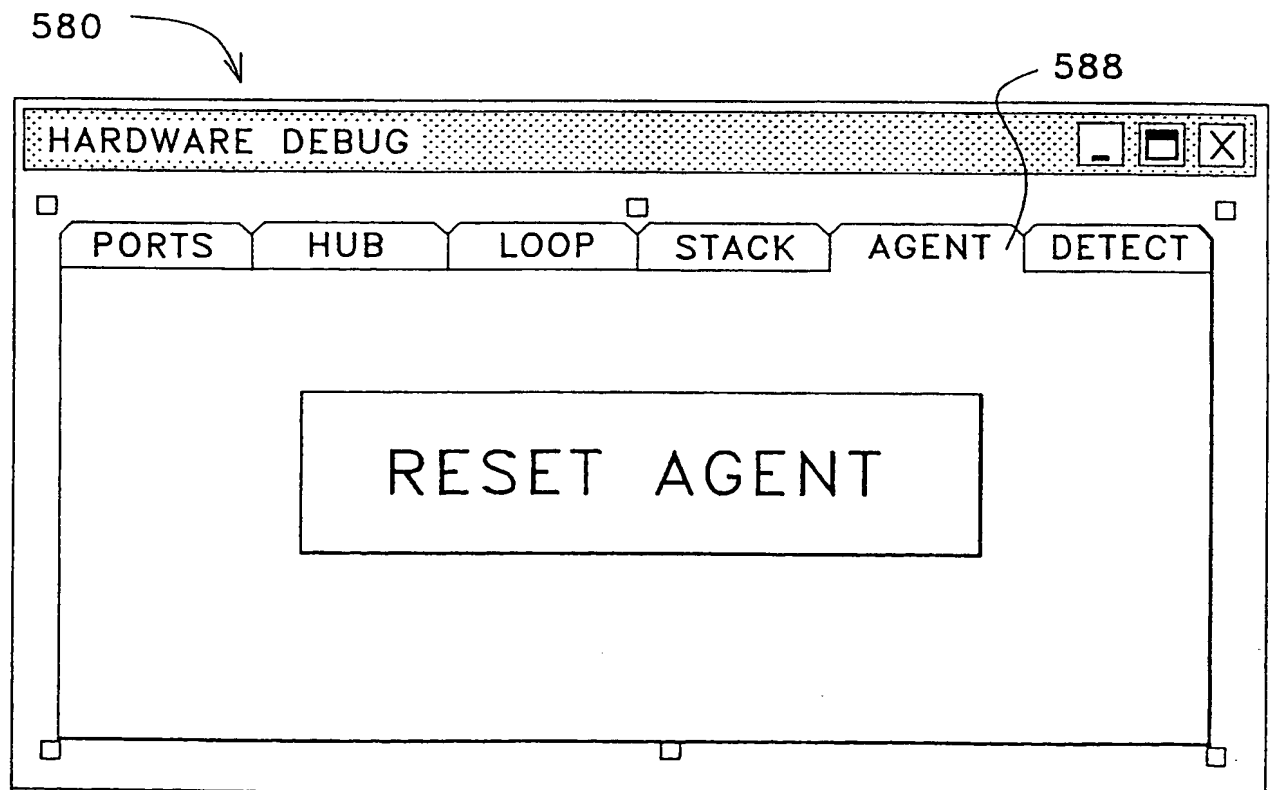 580
588
HARDWARE DEBUG
PORTS HUB LOOP STACK AGENT DETECT
RESET AGENT